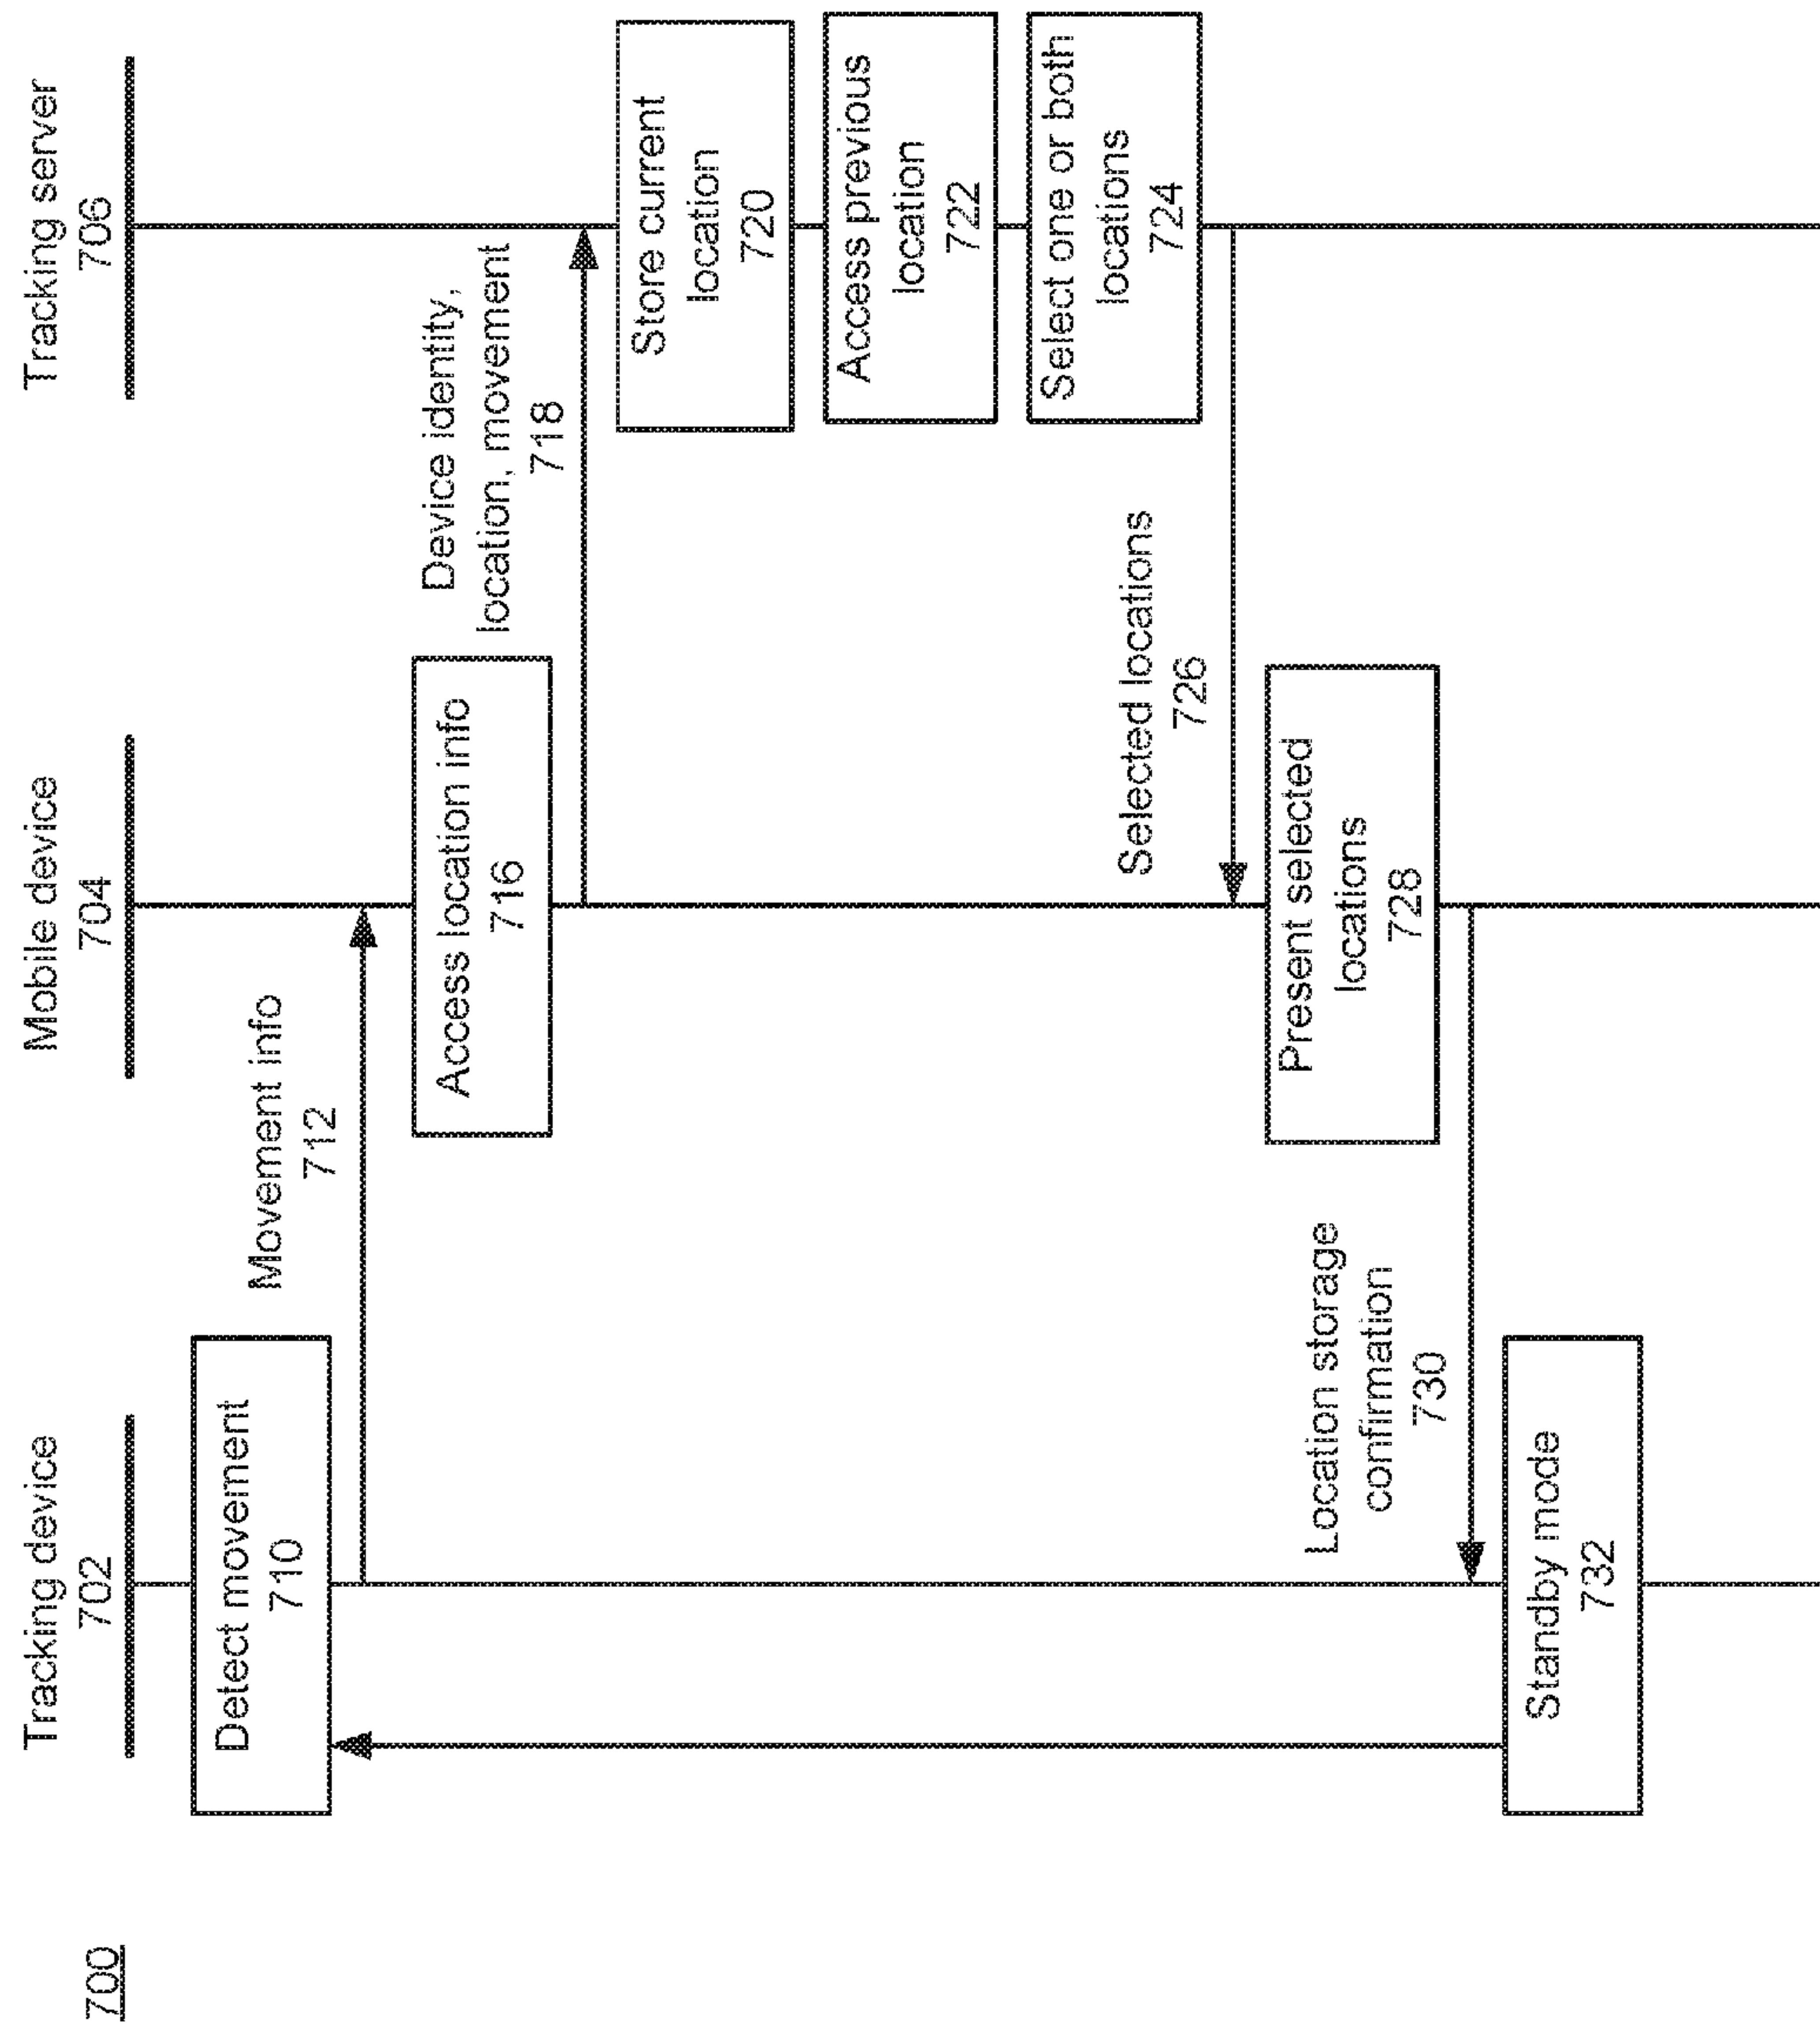 700
Tracking device
702
Mobile device
704
Tracking server
706
Detect movement
710
Movement info
712
Access location info
716
Device identity,
location, movement
718
Store current
location
720
Access previous
location
722
Select one or both
locations
724
Selected locations
726
Present selected
locations
728
Location storage
confirmation
730
Standby mode
732